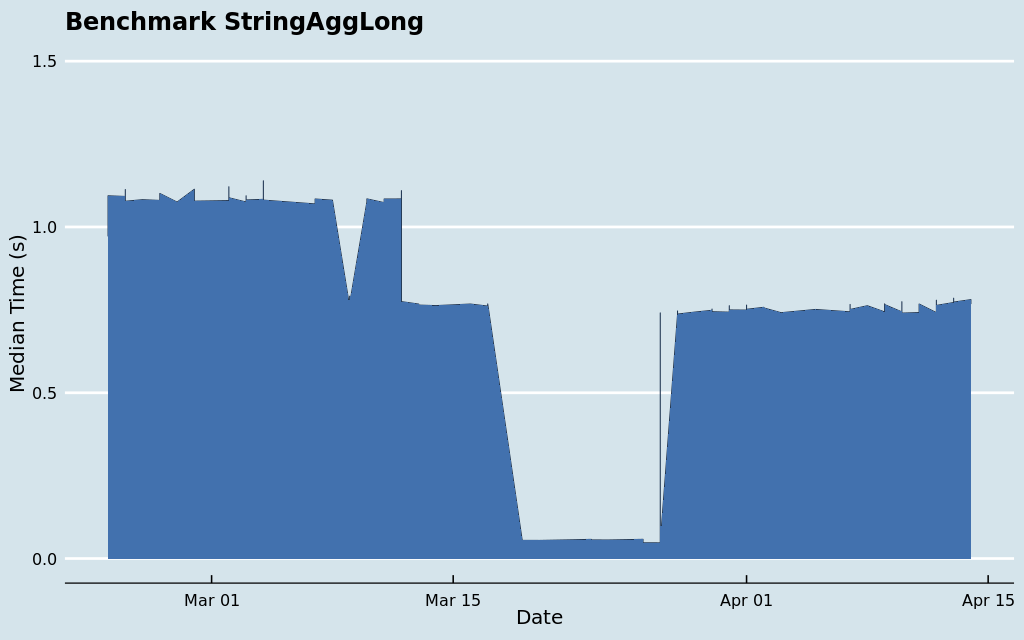 Benchmark StringAggLong
1.5
1.0
0.5
0.0
Median Time (s)
Mar 01
Mar 15
Apr 01
Apr 15
Date